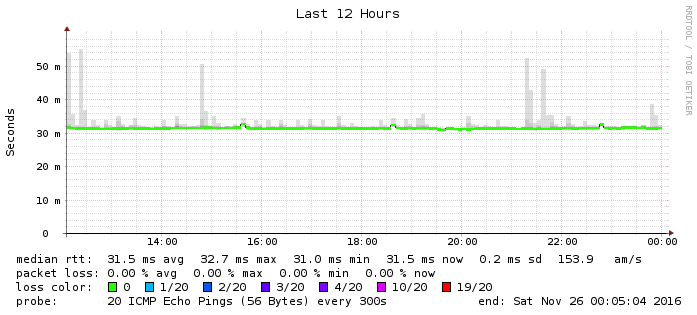 Last 12 Hours
RRDTOOL / TOBI OETIKER
Seconds
50 m
40 m
30 m
20 m
10 m
0
14:00 16:00 18:00 20:00 22:00 00:00
median rtt: 31.5 ms avg 32.7 ms max 31.0 ms min 31.5 ms now 0.2 ms sd 153.9 am/s
packet loss: 0.00 % avg 0.00 % max 0.00 % min 0.00 % now
loss color: 0 1/20 2/20 3/20 4/20 10/20 19/20
probe: 20 ICMP Echo Pings (56 Bytes) every 300s end: Sat Nov 26 00:05:04 2016